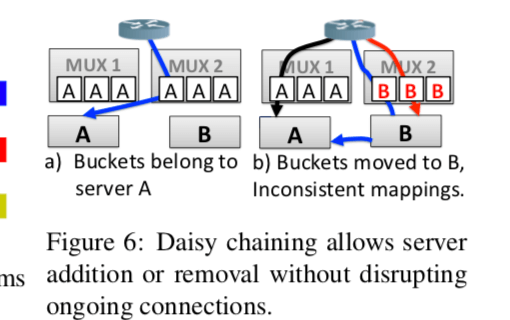 MUX 1
MUX 2
A A A
A A A
A
B
a) Buckets belong to
server A
MUX 1
MUX 2
A A A
B B B
A
B
b) Buckets moved to B,
Inconsistent mappings.
Figure 6: Daisy chaining allows server
addition or removal without disrupting
ongoing connections.
ms